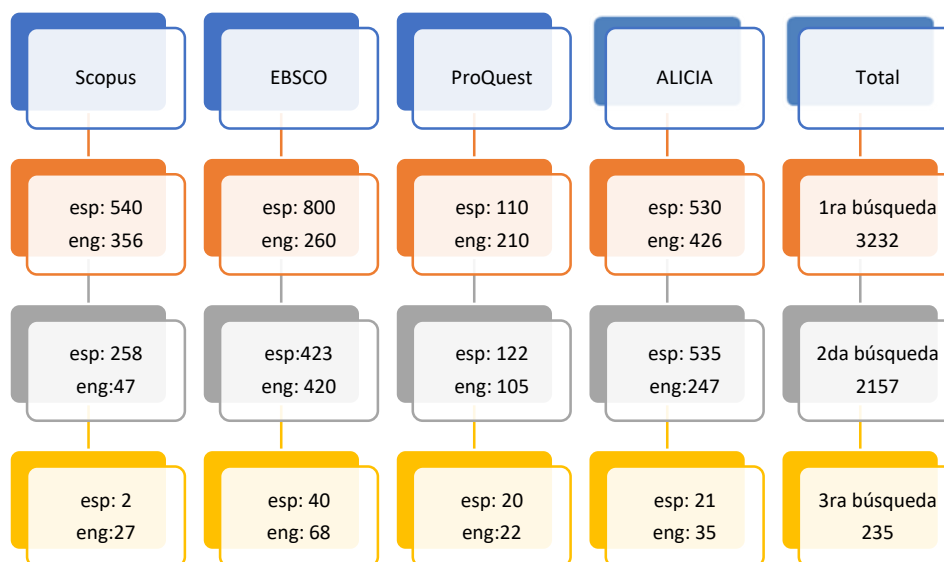 Scopus
EBSCO
ProQuest
ALICIA
Total
esp: 540
eng: 356
esp: 800
eng: 260
esp: 110
eng: 210
esp: 530
eng: 426
1ra búsqueda
3232
esp: 258
eng:47
esp:423
eng: 420
esp: 122
eng: 105
esp: 535
eng:247
2da búsqueda
2157
esp: 2
eng:27
esp: 40
eng: 68
esp: 20
eng:22
esp: 21
eng: 35
3ra búsqueda
235